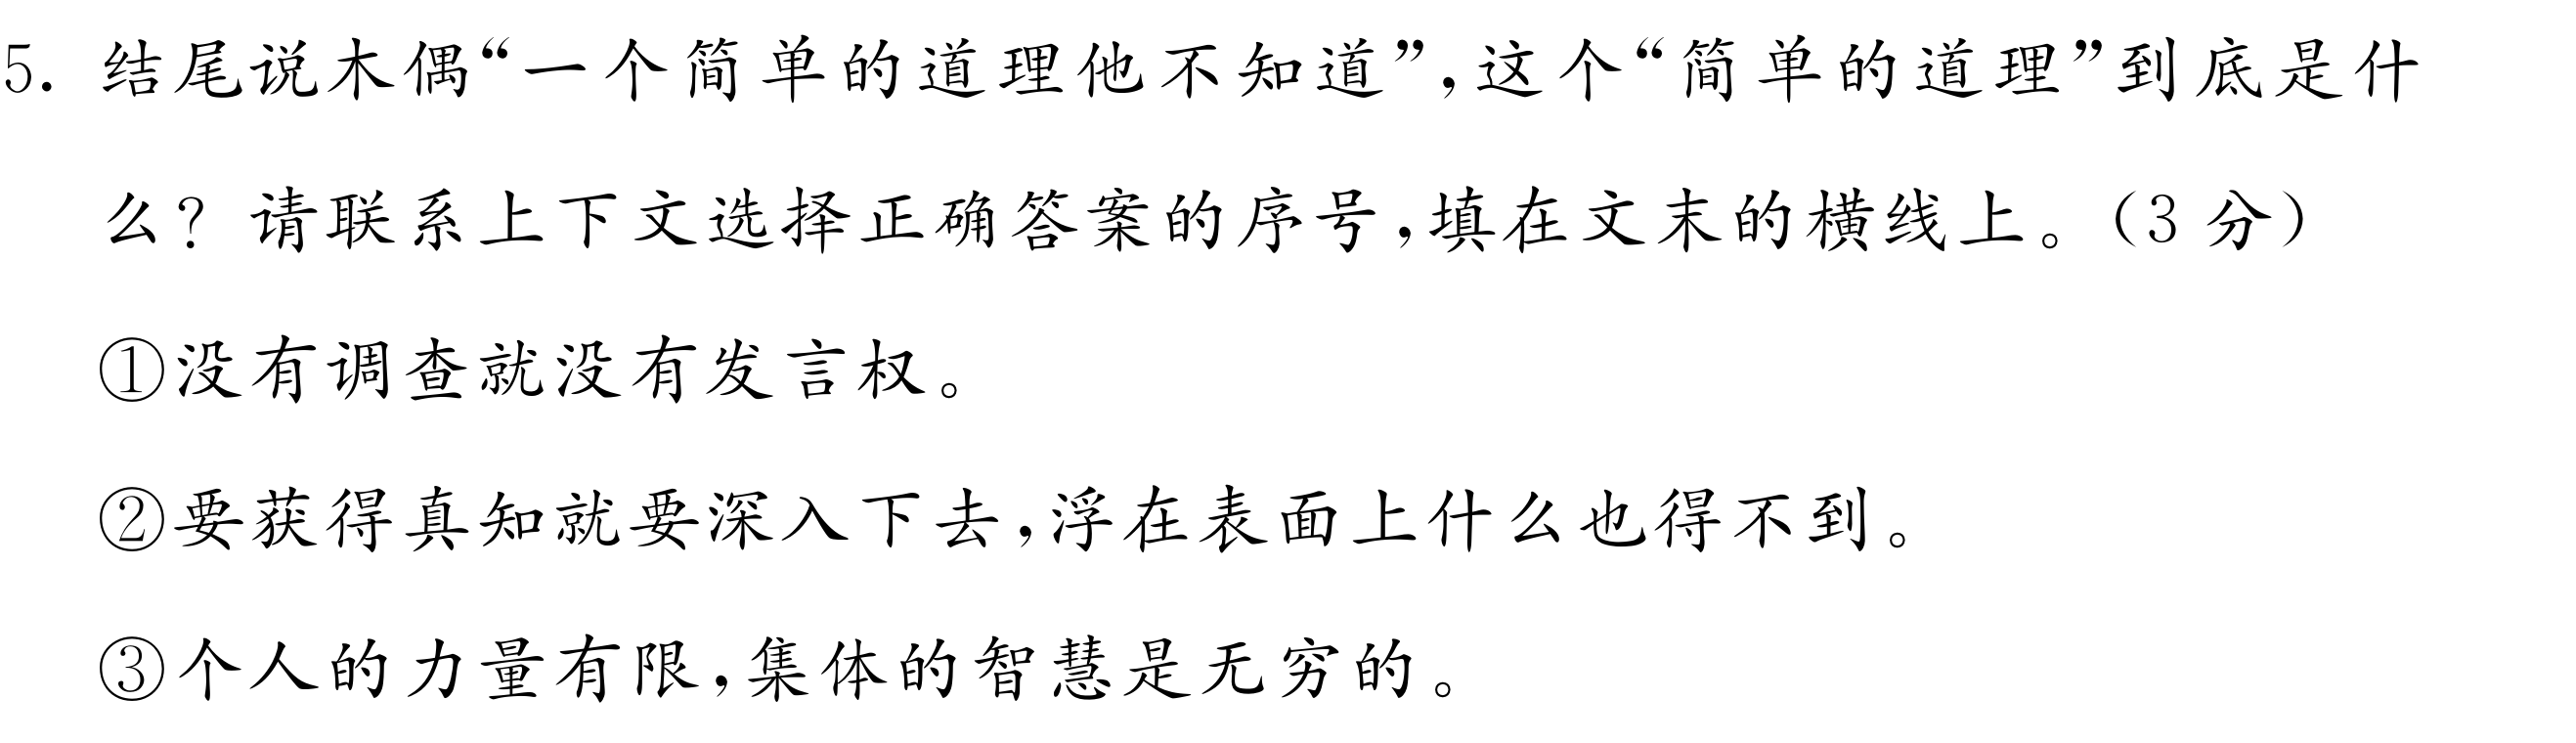 5. 结尾说木偶“一个简单的道理他不知道”,这个“简单的道理”到底是什
么? 请联系上下文选择正确答案的序号,填在文末的横线上。(3 分)
①没有调查就没有发言权。
②要获得真知就要深入下去,浮在表面上什么也得不到。
③个人的力量有限,集体的智慧是无穷的。